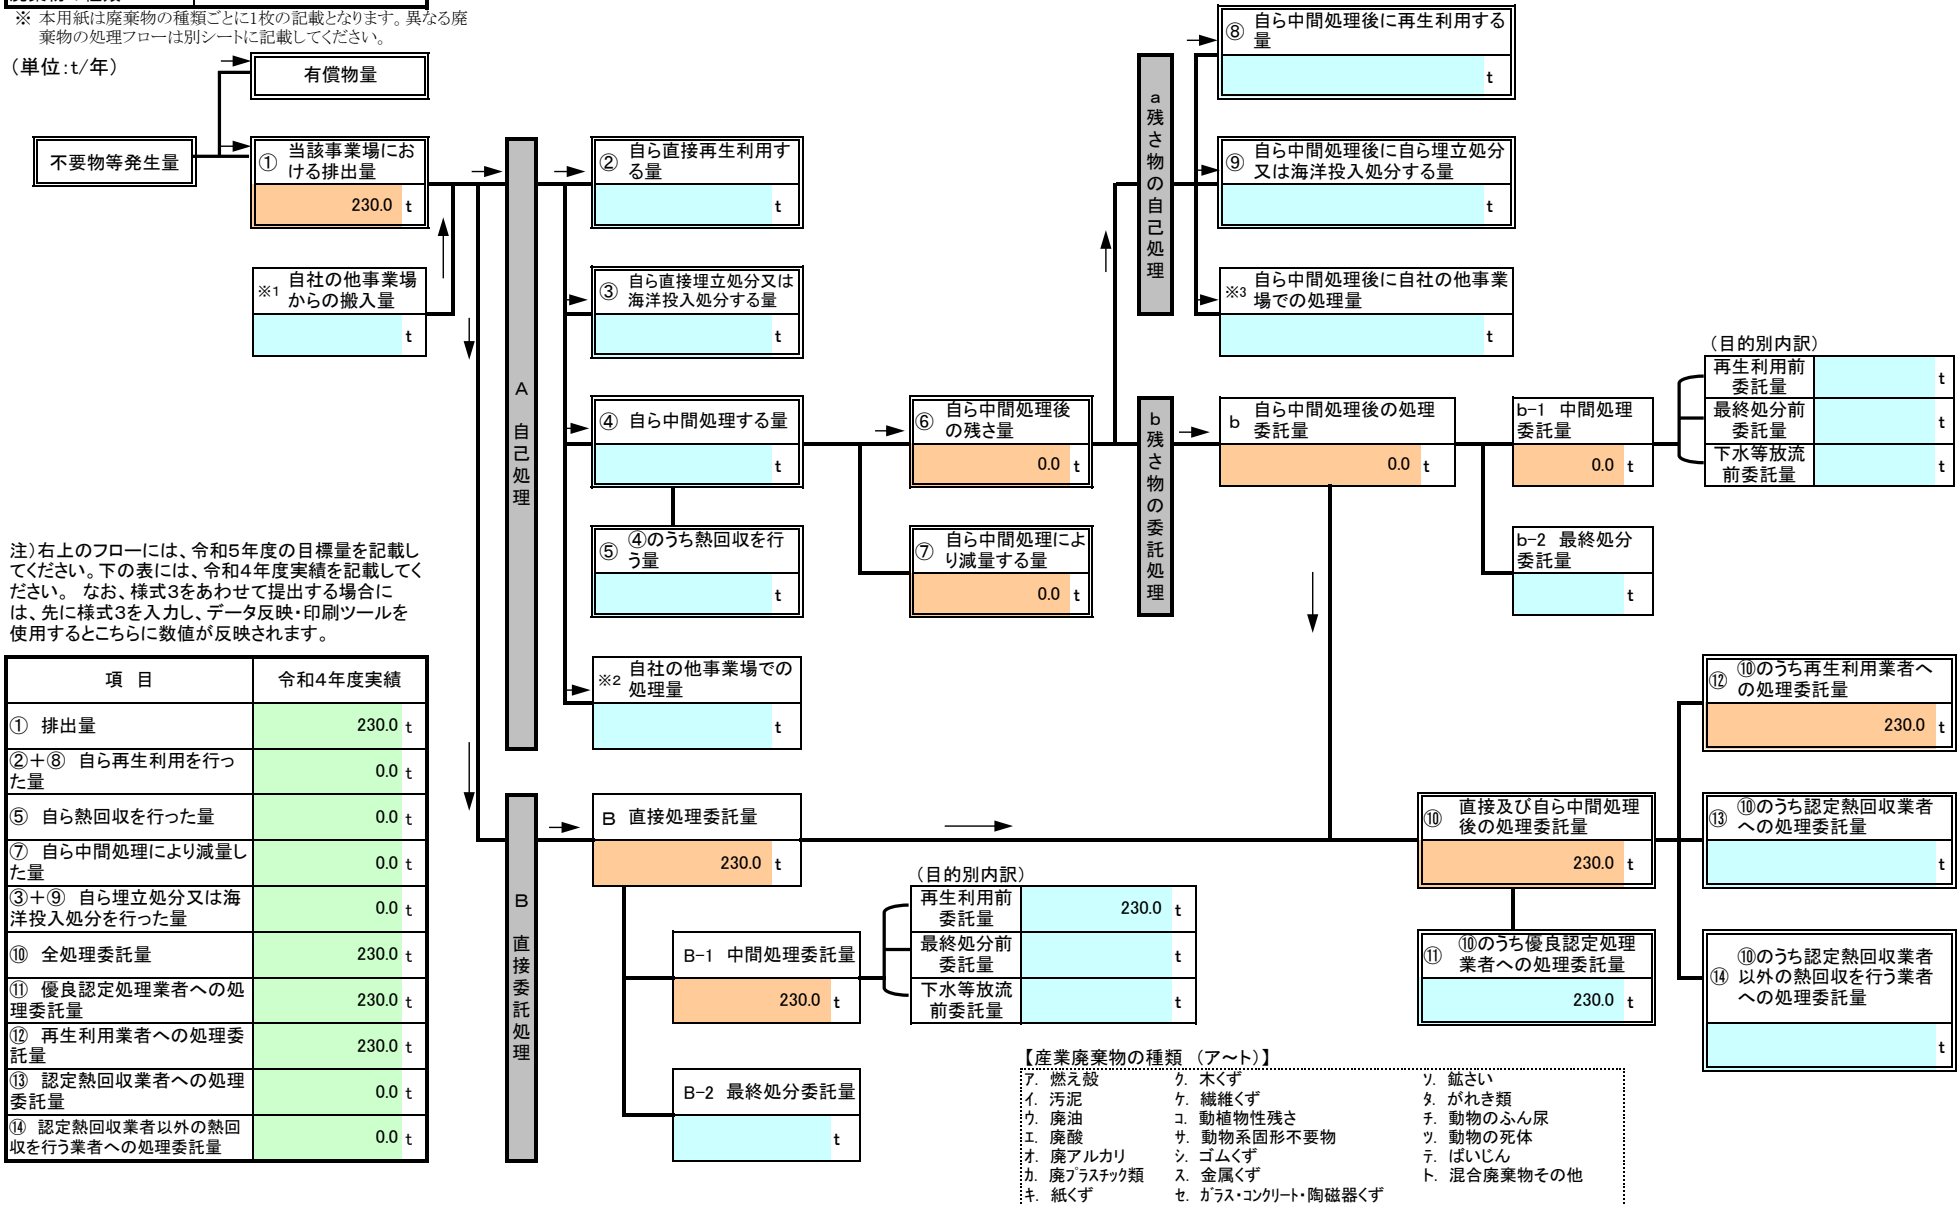 ※ 本用紙は廃棄物の種類ごとに1枚の記載となります。異なる廃
棄物の処理フローは別シートに記載してください。
（単位:t/年）
有償物量
不要物等発生量
① 当該事業場にお
ける排出量
230.0 t
※1 自社の他事業場
からの搬入量
t
A 自己処理
② 自ら直接再生利用す
る量
t
③ 自ら直接埋立処分又は
海洋投入処分する量
t
④ 自ら中間処理する量
t
⑤ ④のうち熱回収を行
う量
t
※2 自社の他事業場での
処理量
t
⑥ 自ら中間処理後
の残さ量
0.0 t
⑦ 自ら中間処理によ
り減量する量
0.0 t
a 残さ物の自己処理
⑧ 自ら中間処理後に再生利用する
量
t
⑨ 自ら中間処理後に自ら埋立処分
又は海洋投入処分する量
t
※3 自ら中間処理後に自社の他事業
場での処理量
t
b 残さ物の委託処理
b 自ら中間処理後の処理
委託量
0.0 t
b-1 中間処理
委託量
0.0 t
b-2 最終処分
委託量
t
（目的別内訳）
再生利用前
委託量
t
最終処分前
委託量
t
下水等放流
前委託量
t
注）右上のフローには、令和5年度の目標量を記載し
てください。下の表には、令和4年度実績を記載してく
ださい。 なお、様式3をあわせて提出する場合に
は、先に様式3を入力し、データ反映・印刷ツールを
使用するとこちらに数値が反映されます。
項 目 令和4年度実績
① 排出量 230.0 t
②+⑧ 自ら再生利用を行っ
た量 0.0 t
⑤ 自ら熱回収を行った量 0.0 t
⑦ 自ら中間処理により減量し
た量 0.0 t
③+⑨ 自ら埋立処分又は海
洋投入処分を行った量 0.0 t
⑩ 全処理委託量 230.0 t
⑪ 優良認定処理業者への処
理委託量 230.0 t
⑫ 再生利用業者への処理委
託量 230.0 t
⑬ 認定熱回収業者への処理
委託量 0.0 t
⑭ 認定熱回収業者以外の熱回
収を行う業者への処理委託量 0.0 t
B 直接委託処理
B 直接処理委託量
230.0 t
B-1 中間処理委託量
230.0 t
B-2 最終処分委託量
t
（目的別内訳）
再生利用前
委託量
230.0 t
最終処分前
委託量
t
下水等放流
前委託量
t
⑩ 直接及び自ら中間処理
後の処理委託量
230.0 t
⑪ ⑩のうち優良認定処理
業者への処理委託量
230.0 t
⑫ ⑩のうち再生利用業者へ
の処理委託量
230.0 t
⑬ ⑩のうち認定熱回収業者
への処理委託量
t
⑭ ⑩のうち認定熱回収業者
以外の熱回収を行う業者
への処理委託量
t
【産業廃棄物の種類 （ア～ト）】
ア. 燃え殻 ク. 木くず ソ. 鉱さい
イ. 汚泥 ケ. 繊維くず タ. がれき類
ウ. 廃油 コ. 動植物性残さ チ. 動物のふん尿
エ. 廃酸 サ. 動物系固形不要物 ツ. 動物の死体
オ. 廃アルカリ シ. ゴムくず テ. ばいじん
カ. 廃プラスチック類 ス. 金属くず ト. 混合廃棄物その他
キ. 紙くず セ. ガラス・コンクリート・陶磁器くず